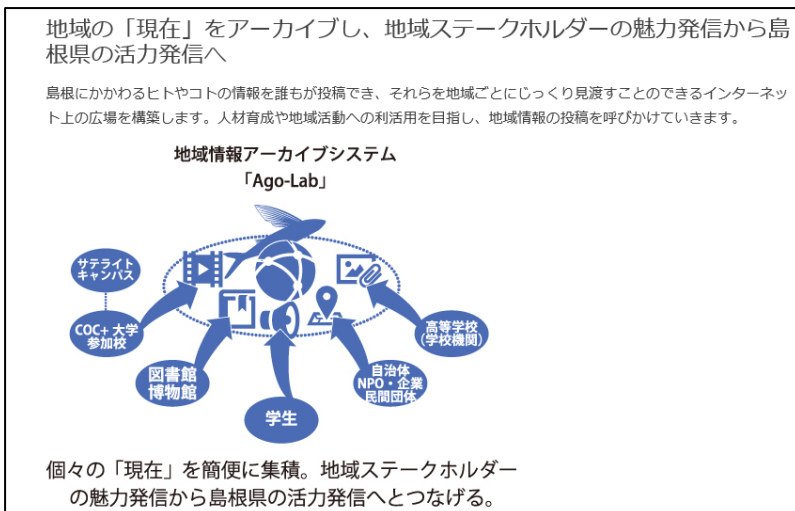 地域の「現在」をアーカイブし、地域ステークホルダーの魅力発信から島
根県の活力発信へ
島根にかかわるヒトやコトの情報を誰もが投稿でき、それらを地域ごとにじっくり見渡すことのできるインターネッ
ト上の広場を構築します。人材育成や地域活動への利活用を目指し、地域情報の投稿を呼びかけていきます。
地域情報アーカイブシステム
「Ago-Lab」
サテライト
キャンパス
COC+ 大学
参加校
図書館
博物館
学生
自治体
NPO・企業
民間団体
高等学校
(学校機関)
個々の「現在」を簡便に集積。地域ステークホルダー
の魅力発信から島根県の活力発信へとつなげる。